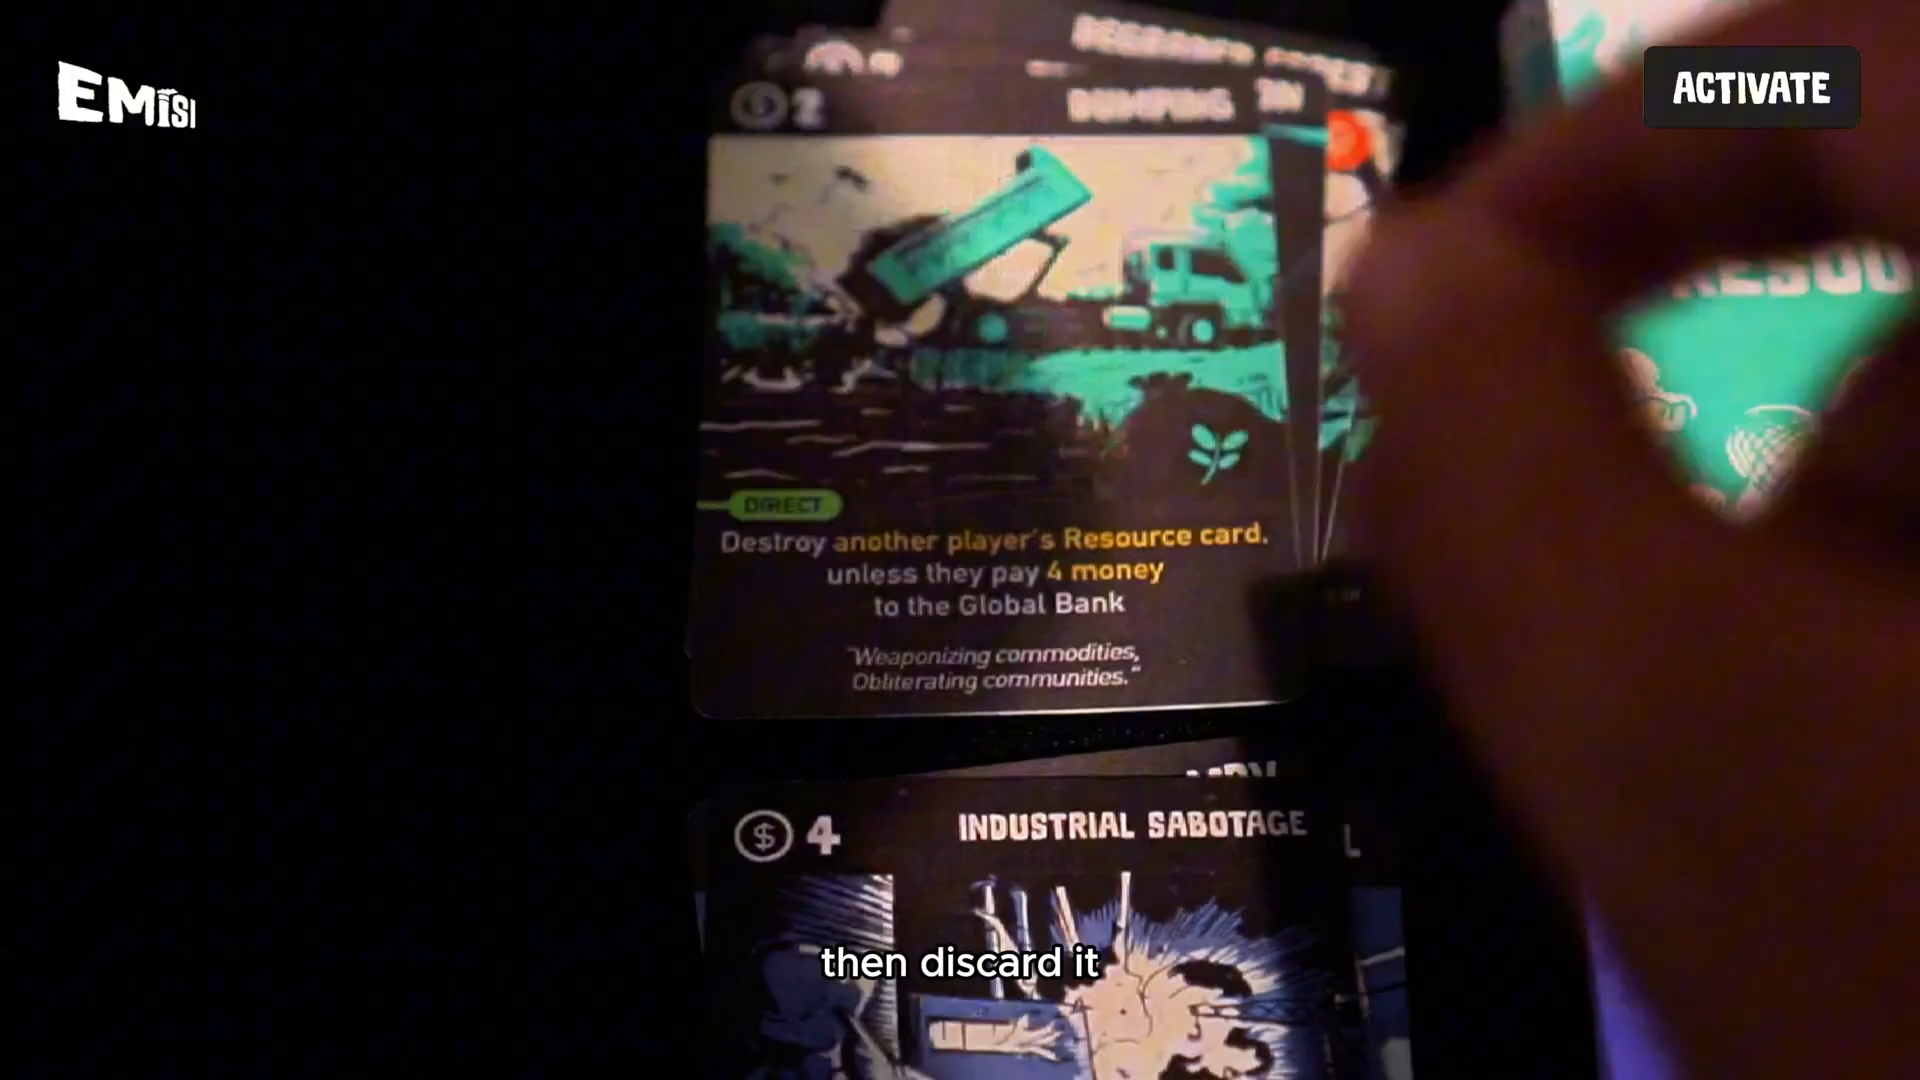 EMISI
ACTIVATE
2
DUMPING
RESOU
DIRECT
Destroy another player's Resource card.
unless they pay 4 money
to the Global Bank
"Weaponizing commodities,
Obliterating communities."
$ 4
INDUSTRIAL SABOTAGE
then discard it